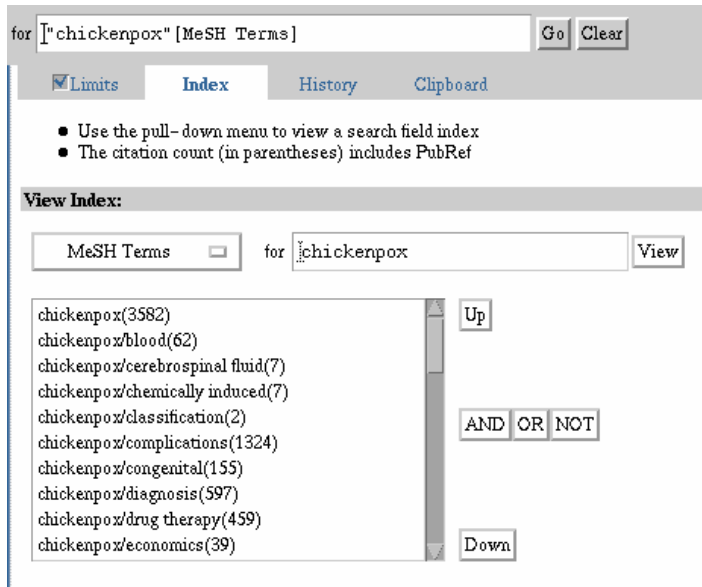 for "chickenpox"[MeSH Terms] Go Clear
Limits Index History Clipboard
● Use the pull-down menu to view a search field index
● The citation count (in parentheses) includes PubRef
View Index:
MeSH Terms for chickenpox View
chickenpox(3582) Up
chickenpox/blood(62)
chickenpox/cerebrospinal fluid(7)
chickenpox/chemically induced(7)
chickenpox/classification(2) AND OR NOT
chickenpox/complications(1324)
chickenpox/congenital(155)
chickenpox/diagnosis(597)
chickenpox/drug therapy(459)
chickenpox/economics(39) Down